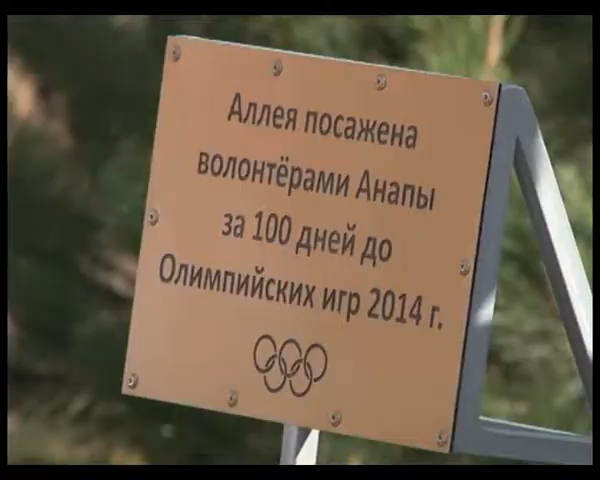 Аллея посажена
волонтёрами Анапы
за 100 дней до
Олимпийских игр 2014 г.